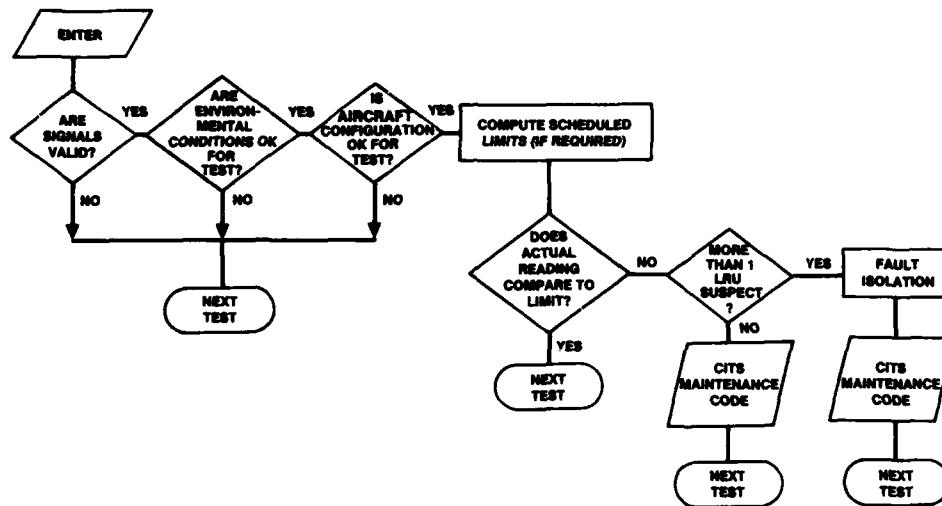 ENTER
ARE
SIGNALS
VALID?
YES
NO
ARE
ENVIRON-
MENTAL
CONDITIONS OK
FOR
TEST?
YES
NO
IS
AIRCRAFT
CONFIGURATION
OK FOR
TEST?
YES
NO
NEXT
TEST
COMPUTE SCHEDULED
LIMITS (IF REQUIRED)
DOES
ACTUAL
READING
COMPARE TO
LIMIT?
NO
YES
NEXT
TEST
MORE
THAN 1
LRU
SUSPECT
?
YES
NO
CITS
MAINTENANCE
CODE
NEXT
TEST
FAULT
ISOLATION
CITS
MAINTENANCE
CODE
NEXT
TEST